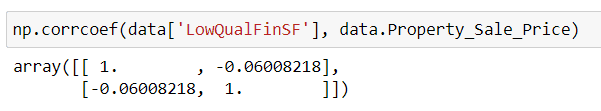 np.corrcoef(data['LowQualFinSF'], data.Property_Sale_Price)
array([[ 1.        , -0.06008218],
       [-0.06008218,  1.        ]])